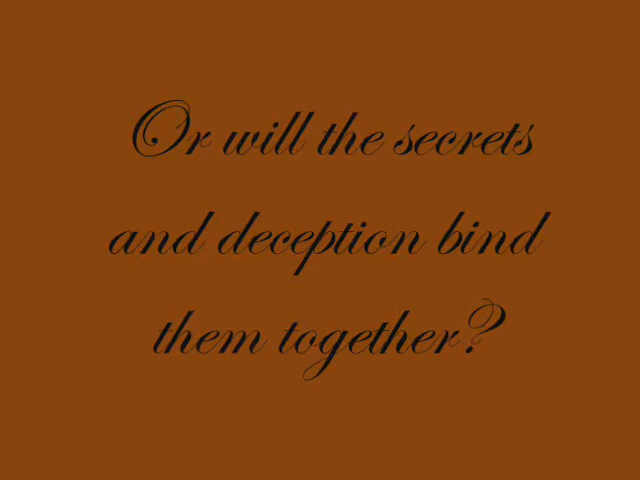 Or will the secrets
and deception bind
them together?